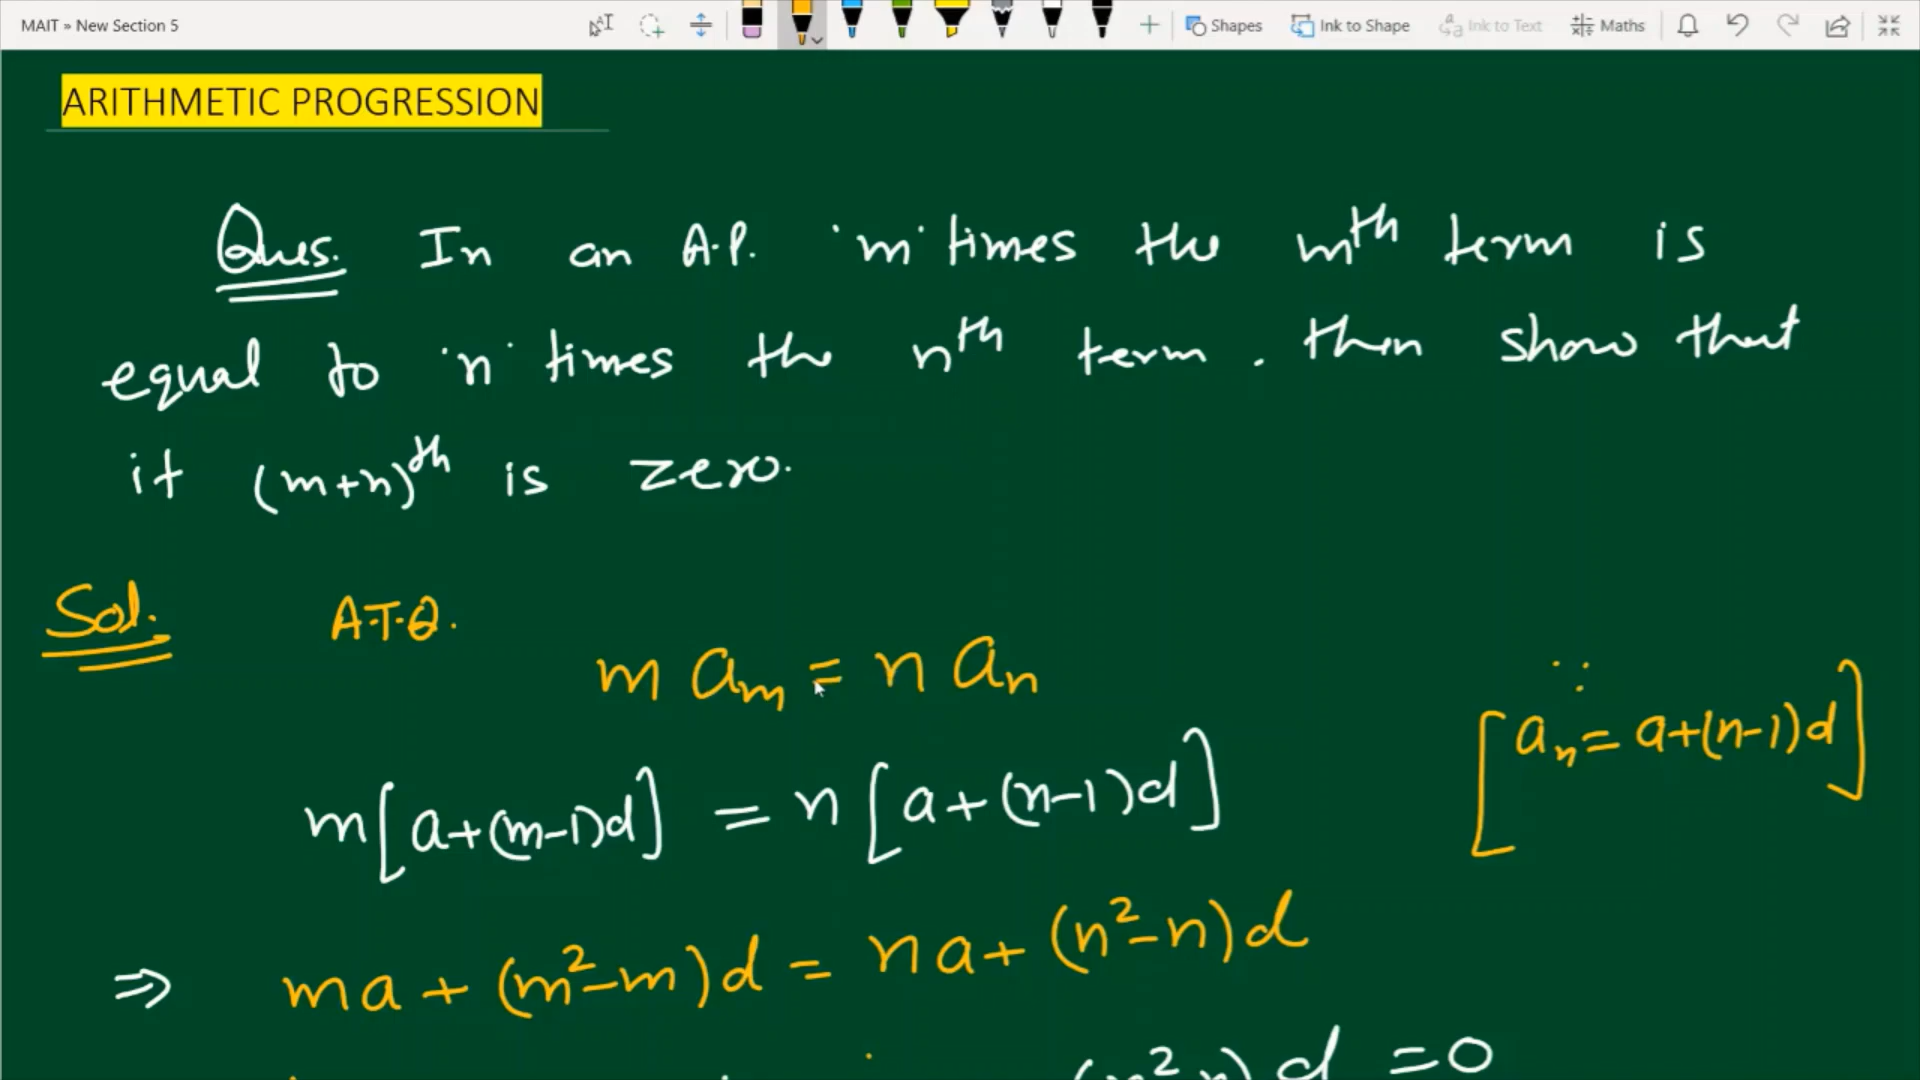 MAIT » New Section 5
Shapes Ink to Shape Ink to Text Maths
ARITHMETIC PROGRESSION
Ques. In an A.P. 'm' times the mᵗʰ term is
equal to 'n' times the nᵗʰ term. then show that
it (m+n)ᵗʰ is zero.
Sol. A.T.Q.
m aₘ = n aₙ
∵
[aₙ = a+(n-1)d]
m[a+(m-1)d] = n[a+(n-1)d]
⇒ ma + (m²-m)d = na + (n²-n)d
(n²-n) d = 0